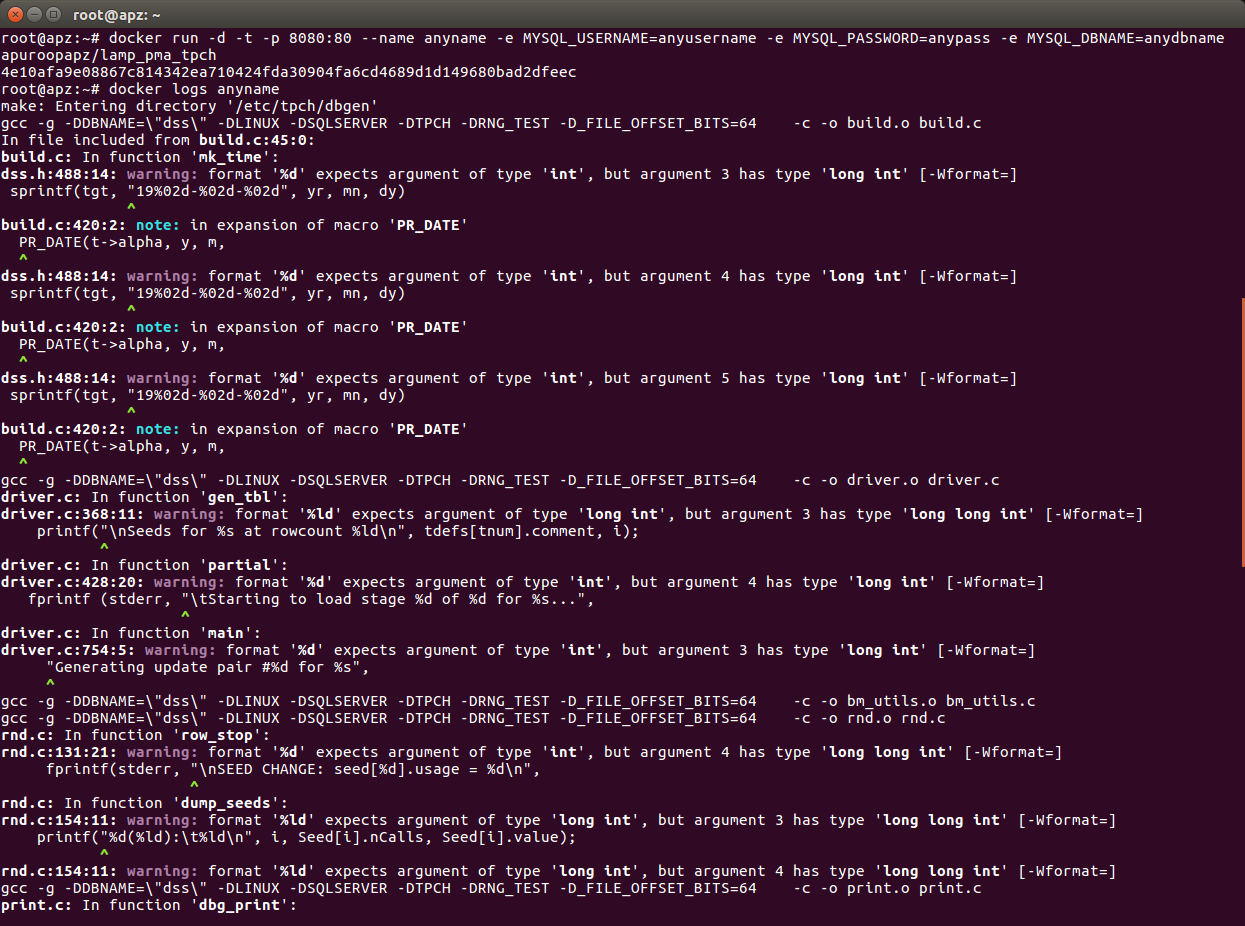 root@apz: ~
root@apz:~# docker run -d -t -p 8080:80 --name anyname -e MYSQL_USERNAME=anyusername -e MYSQL_PASSWORD=anypass -e MYSQL_DBNAME=anydbname
apuroopapz/lamp_pma_tpch
4e10afa9e08867c814342ea710424fda30904fa6cd4689d1d149680bad2dfeec
root@apz:~# docker logs anyname
make: Entering directory '/etc/tpch/dbgen'
gcc -g -DDBNAME=\"dss\" -DLINUX -DSQLSERVER -DTPCH -DRNG_TEST -D_FILE_OFFSET_BITS=64    -c -o build.o build.c
In file included from build.c:45:0:
build.c: In function 'mk_time':
dss.h:488:14: warning: format '%d' expects argument of type 'int', but argument 3 has type 'long int' [-Wformat=]
 sprintf(tgt, "19%02d-%02d-%02d", yr, mn, dy)
              ^
build.c:420:2: note: in expansion of macro 'PR_DATE'
  PR_DATE(t->alpha, y, m,
  ^
dss.h:488:14: warning: format '%d' expects argument of type 'int', but argument 4 has type 'long int' [-Wformat=]
 sprintf(tgt, "19%02d-%02d-%02d", yr, mn, dy)
              ^
build.c:420:2: note: in expansion of macro 'PR_DATE'
  PR_DATE(t->alpha, y, m,
  ^
dss.h:488:14: warning: format '%d' expects argument of type 'int', but argument 5 has type 'long int' [-Wformat=]
 sprintf(tgt, "19%02d-%02d-%02d", yr, mn, dy)
              ^
build.c:420:2: note: in expansion of macro 'PR_DATE'
  PR_DATE(t->alpha, y, m,
  ^
gcc -g -DDBNAME=\"dss\" -DLINUX -DSQLSERVER -DTPCH -DRNG_TEST -D_FILE_OFFSET_BITS=64    -c -o driver.o driver.c
driver.c: In function 'gen_tbl':
driver.c:368:11: warning: format '%ld' expects argument of type 'long int', but argument 3 has type 'long long int' [-Wformat=]
    printf("\nSeeds for %s at rowcount %ld\n", tdefs[tnum].comment, i);
           ^
driver.c: In function 'partial':
driver.c:428:20: warning: format '%d' expects argument of type 'int', but argument 4 has type 'long int' [-Wformat=]
   fprintf (stderr, "\tStarting to load stage %d of %d for %s...",
                    ^
driver.c: In function 'main':
driver.c:754:5: warning: format '%d' expects argument of type 'int', but argument 3 has type 'long int' [-Wformat=]
     "Generating update pair #%d for %s",
     ^
gcc -g -DDBNAME=\"dss\" -DLINUX -DSQLSERVER -DTPCH -DRNG_TEST -D_FILE_OFFSET_BITS=64    -c -o bm_utils.o bm_utils.c
gcc -g -DDBNAME=\"dss\" -DLINUX -DSQLSERVER -DTPCH -DRNG_TEST -D_FILE_OFFSET_BITS=64    -c -o rnd.o rnd.c
rnd.c: In function 'row_stop':
rnd.c:131:21: warning: format '%d' expects argument of type 'int', but argument 4 has type 'long long int' [-Wformat=]
     fprintf(stderr, "\nSEED CHANGE: seed[%d].usage = %d\n",
                     ^
rnd.c: In function 'dump_seeds':
rnd.c:154:11: warning: format '%ld' expects argument of type 'long int', but argument 3 has type 'long long int' [-Wformat=]
    printf("%d(%ld):\t%ld\n", i, Seed[i].nCalls, Seed[i].value);
           ^
rnd.c:154:11: warning: format '%ld' expects argument of type 'long int', but argument 4 has type 'long long int' [-Wformat=]
gcc -g -DDBNAME=\"dss\" -DLINUX -DSQLSERVER -DTPCH -DRNG_TEST -D_FILE_OFFSET_BITS=64    -c -o print.o print.c
print.c: In function 'dbg_print':